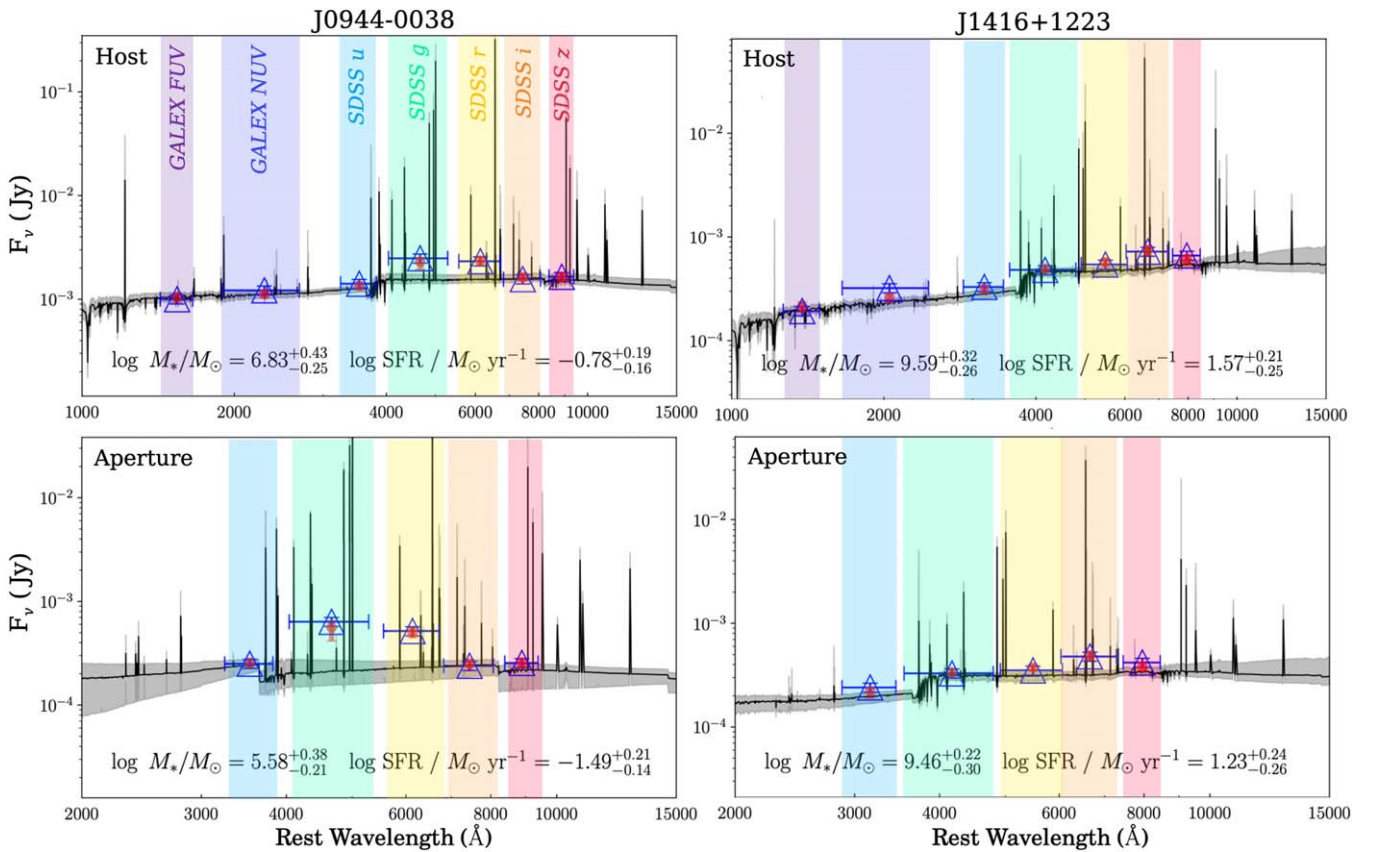 J0944-0038
J1416+1223
Host
GALEX FUV
GALEX NUV
SDSS u
SDSS g
SDSS r
SDSS i
SDSS z
F_ν (Jy)
10^{-1}
10^{-2}
10^{-3}
log M_*/M_⊙ = 6.83^{+0.43}_{-0.25} log SFR / M_⊙ yr^{-1} = −0.78^{+0.19}_{-0.16}
1000 2000 4000 6000 8000 10000 15000
Host
10^{-2}
10^{-3}
10^{-4}
log M_*/M_⊙ = 9.59^{+0.32}_{-0.26} log SFR / M_⊙ yr^{-1} = 1.57^{+0.21}_{-0.25}
1000 2000 4000 6000 8000 10000 15000
Aperture
F_ν (Jy)
10^{-2}
10^{-3}
10^{-4}
log M_*/M_⊙ = 5.58^{+0.38}_{-0.21} log SFR / M_⊙ yr^{-1} = −1.49^{+0.21}_{-0.14}
2000 3000 4000 6000 8000 10000 15000
Rest Wavelength (Å)
Aperture
10^{-2}
10^{-3}
10^{-4}
log M_*/M_⊙ = 9.46^{+0.22}_{-0.30} log SFR / M_⊙ yr^{-1} = 1.23^{+0.24}_{-0.26}
2000 3000 4000 6000 8000 10000 15000
Rest Wavelength (Å)